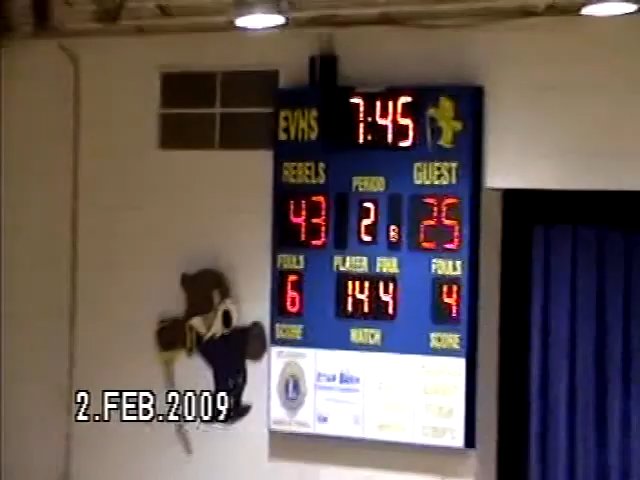 EVHS 7:45
REBELS GUEST
PERIOD
43 2 B 25
FOULS PLAYER FOUL FOULS
6 14 4 4
SCORE MATCH SCORE
2.FEB.2009